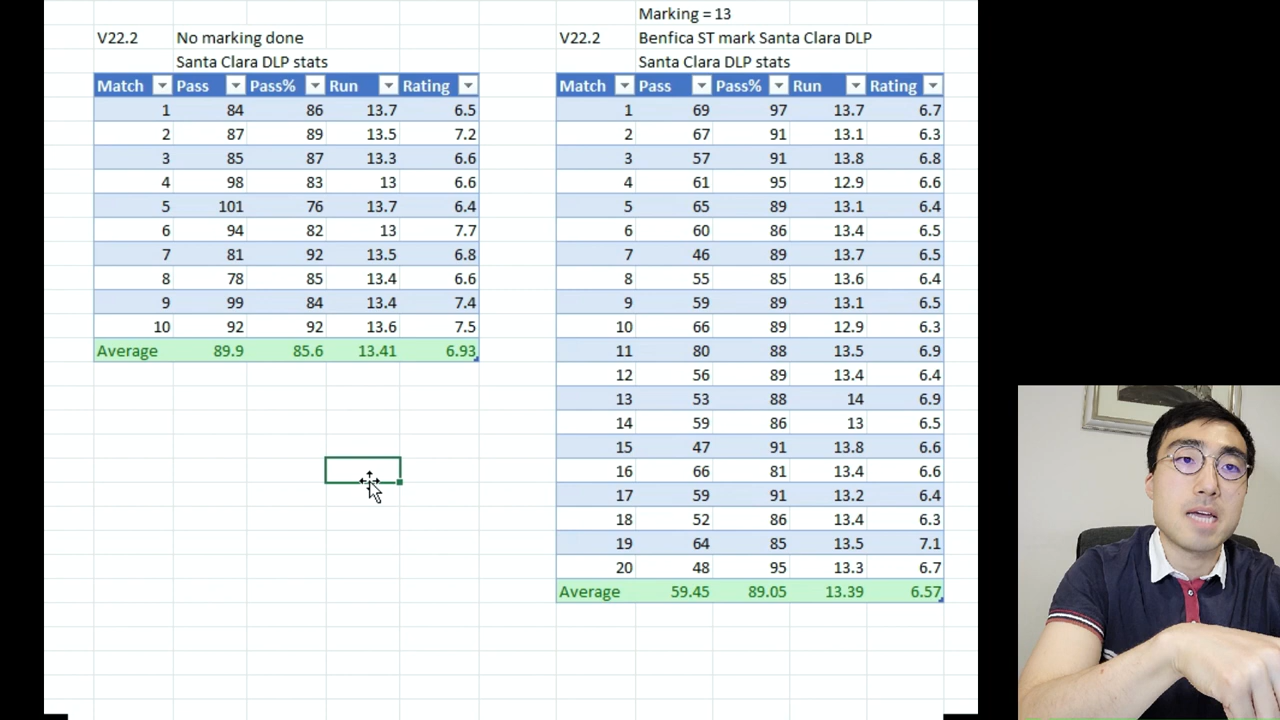 Marking = 13
V22.2 No marking done
V22.2 Benfica ST mark Santa Clara DLP
Santa Clara DLP stats
Santa Clara DLP stats
Match Pass Pass% Run Rating
1 84 86 13.7 6.5
2 87 89 13.5 7.2
3 85 87 13.3 6.6
4 98 83 13 6.6
5 101 76 13.7 6.4
6 94 82 13 7.7
7 81 92 13.5 6.8
8 78 85 13.4 6.6
9 99 84 13.4 7.4
10 92 92 13.6 7.5
Average 89.9 85.6 13.41 6.93
Match Pass Pass% Run Rating
1 69 97 13.7 6.7
2 67 91 13.1 6.3
3 57 91 13.8 6.8
4 61 95 12.9 6.6
5 65 89 13.1 6.4
6 60 86 13.4 6.5
7 46 89 13.7 6.5
8 55 85 13.6 6.4
9 59 89 13.1 6.5
10 66 89 12.9 6.3
11 80 88 13.5 6.9
12 56 89 13.4 6.4
13 53 88 14 6.9
14 59 86 13 6.5
15 47 91 13.8 6.6
16 66 81 13.4 6.6
17 59 91 13.2 6.4
18 52 86 13.4 6.3
19 64 85 13.5 7.1
20 48 95 13.3 6.7
Average 59.45 89.05 13.39 6.57